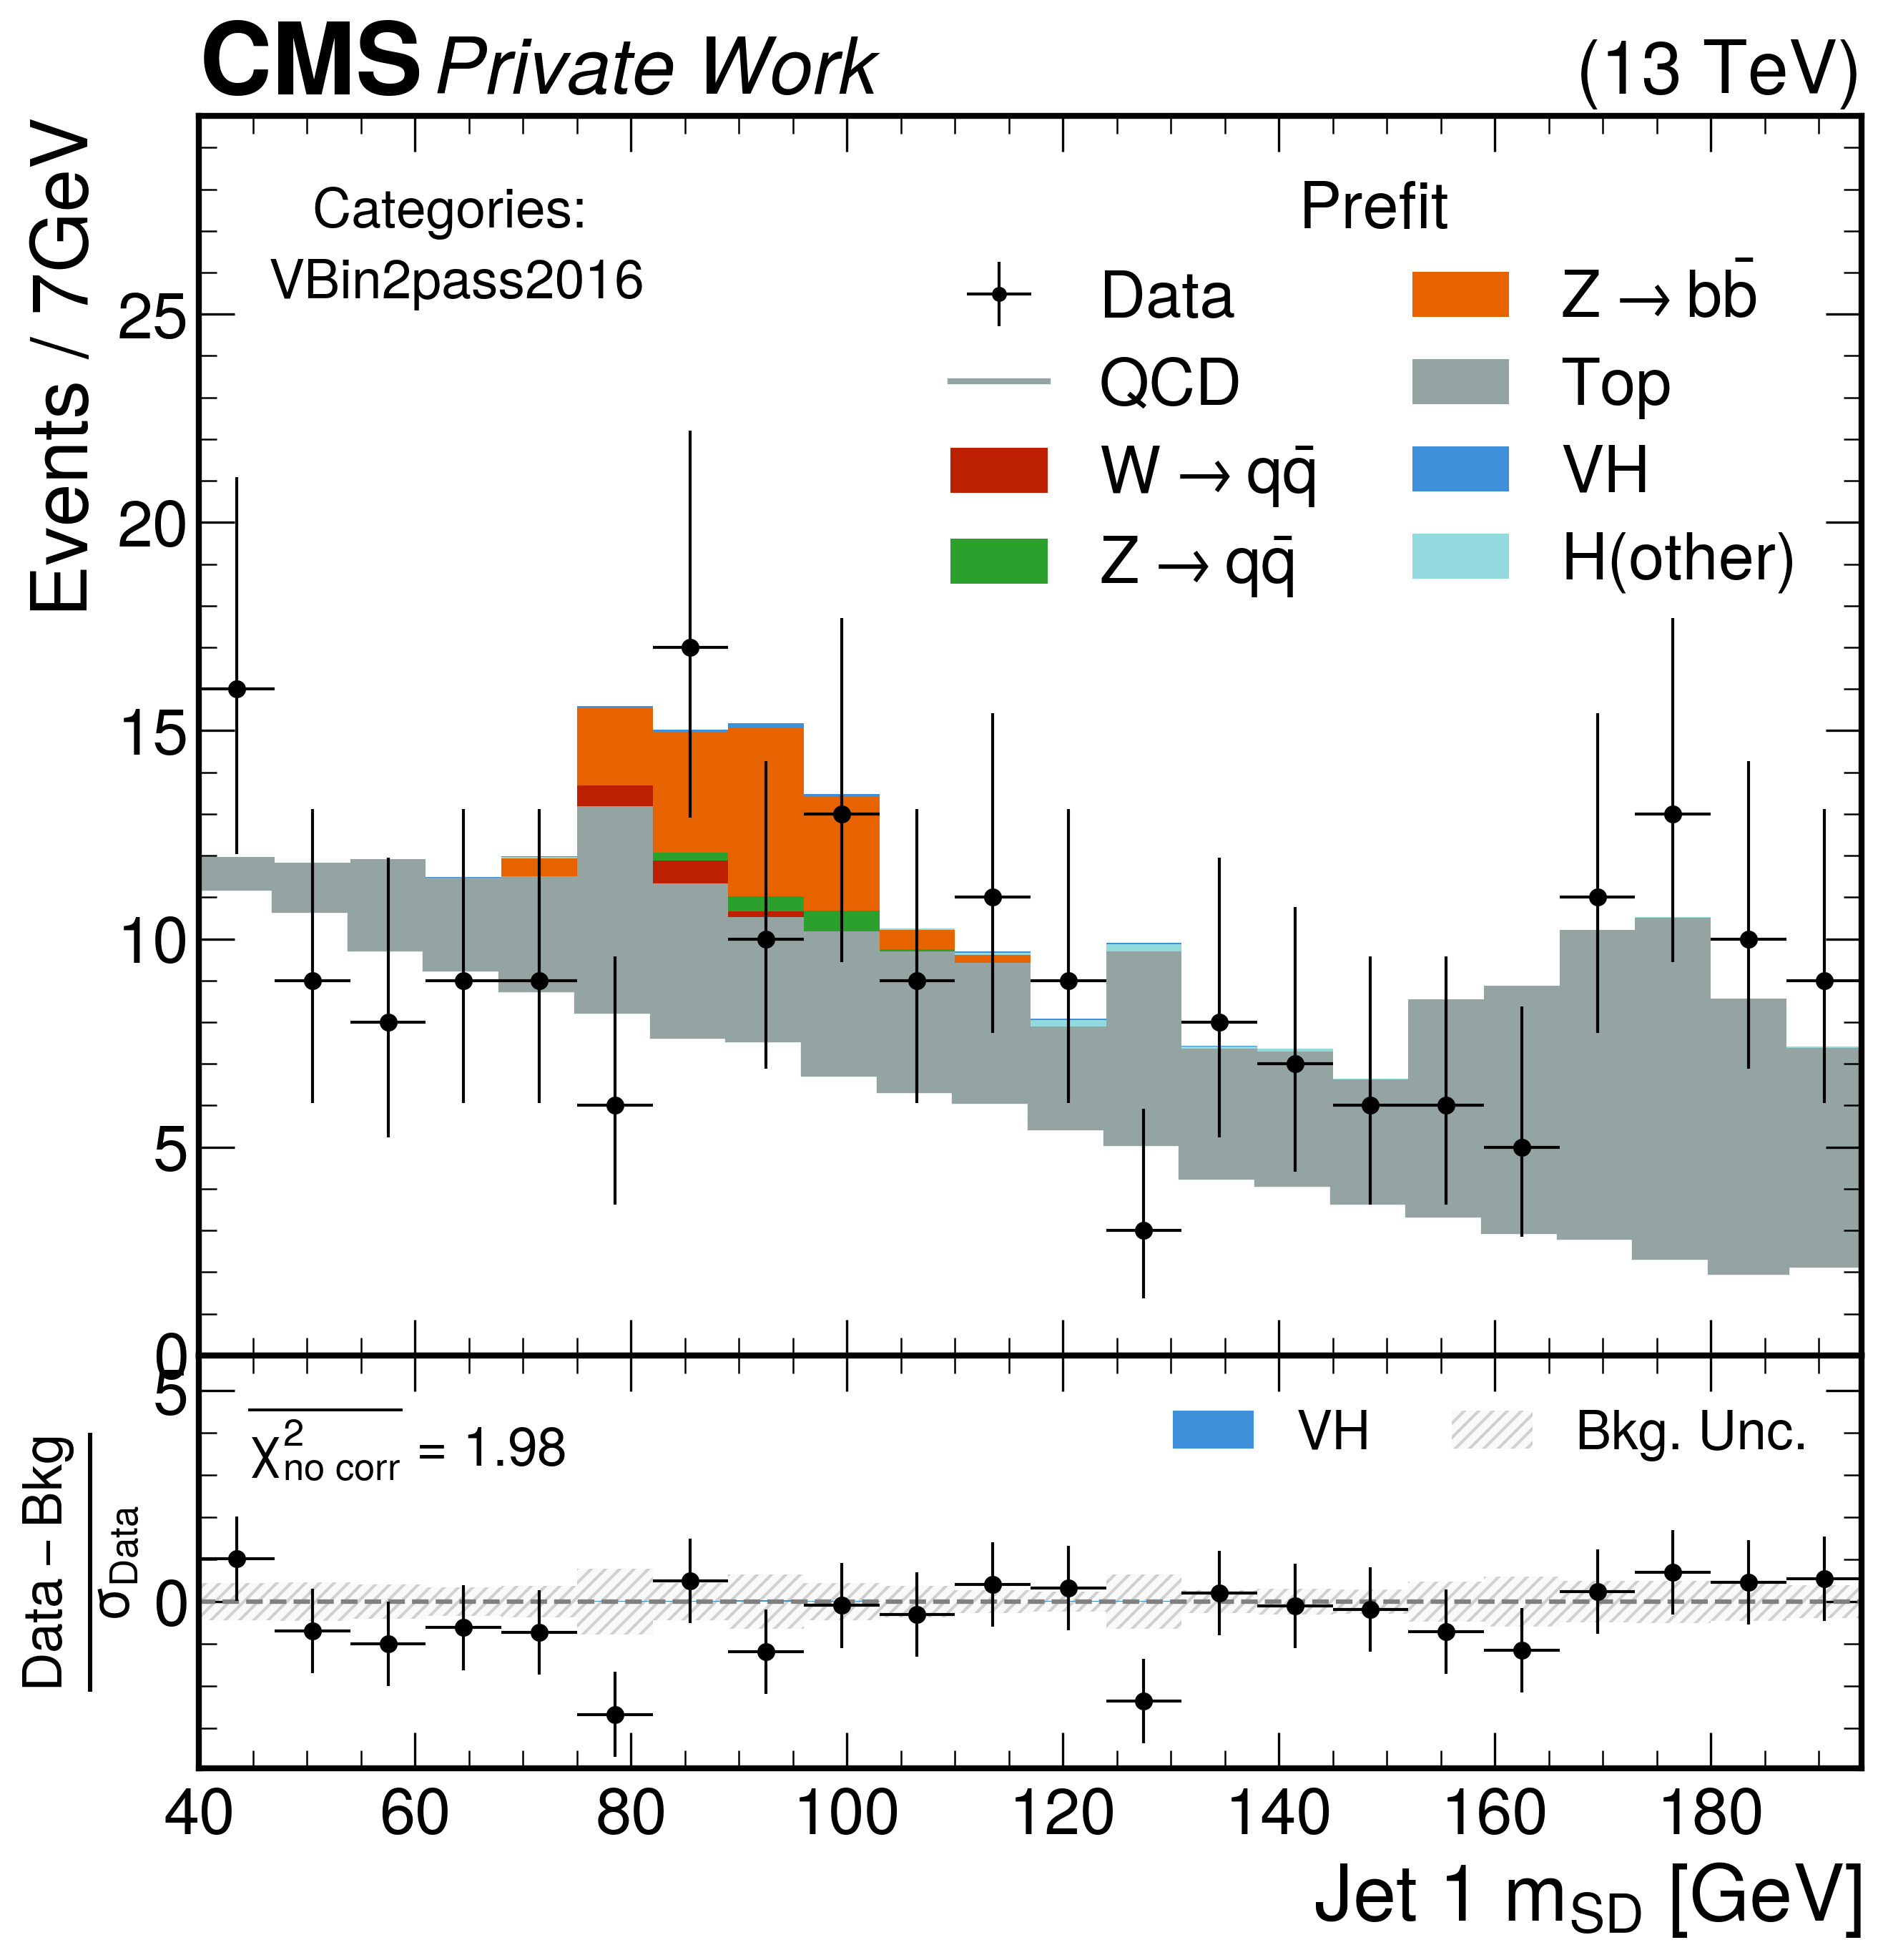 CMS Private Work (13 TeV)
Events / 7GeV
Categories:
VBin2pass2016
Prefit
Data
QCD
W → qq̄
Z → qq̄
Z → bb̄
Top
VH
H(other)
25
20
15
10
5
0
Data − Bkg
σData
5
0
χ²no corr = 1.98
VH
Bkg. Unc.
40 60 80 100 120 140 160 180
Jet 1 mSD [GeV]